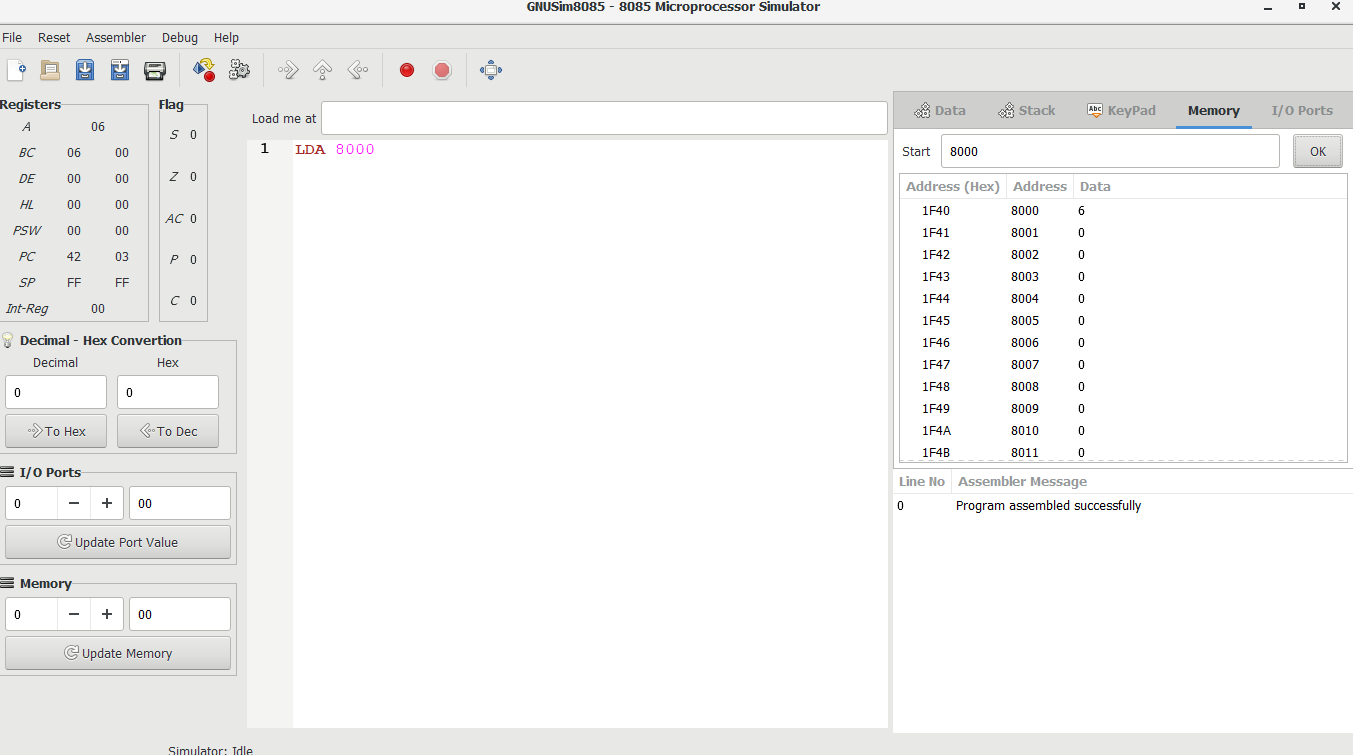 GNUSim8085 - 8085 Microprocessor Simulator
File Reset Assembler Debug Help
Registers
A 06
BC 06 00
DE 00 00
HL 00 00
PSW 00 00
PC 42 03
SP FF FF
Int-Reg 00
Flag
S 0
Z 0
AC 0
P 0
C 0
Decimal - Hex Convertion
Decimal Hex
0 0
To Hex To Dec
I/O Ports
0 − + 00
Update Port Value
Memory
0 − + 00
Update Memory
Load me at
1 LDA 8000
Data Stack Abc KeyPad Memory I/O Ports
Start 8000 OK
Address (Hex) Address Data
1F40 8000 6
1F41 8001 0
1F42 8002 0
1F43 8003 0
1F44 8004 0
1F45 8005 0
1F46 8006 0
1F47 8007 0
1F48 8008 0
1F49 8009 0
1F4A 8010 0
1F4B 8011 0
Line No Assembler Message
0 Program assembled successfully
Simulator: Idle